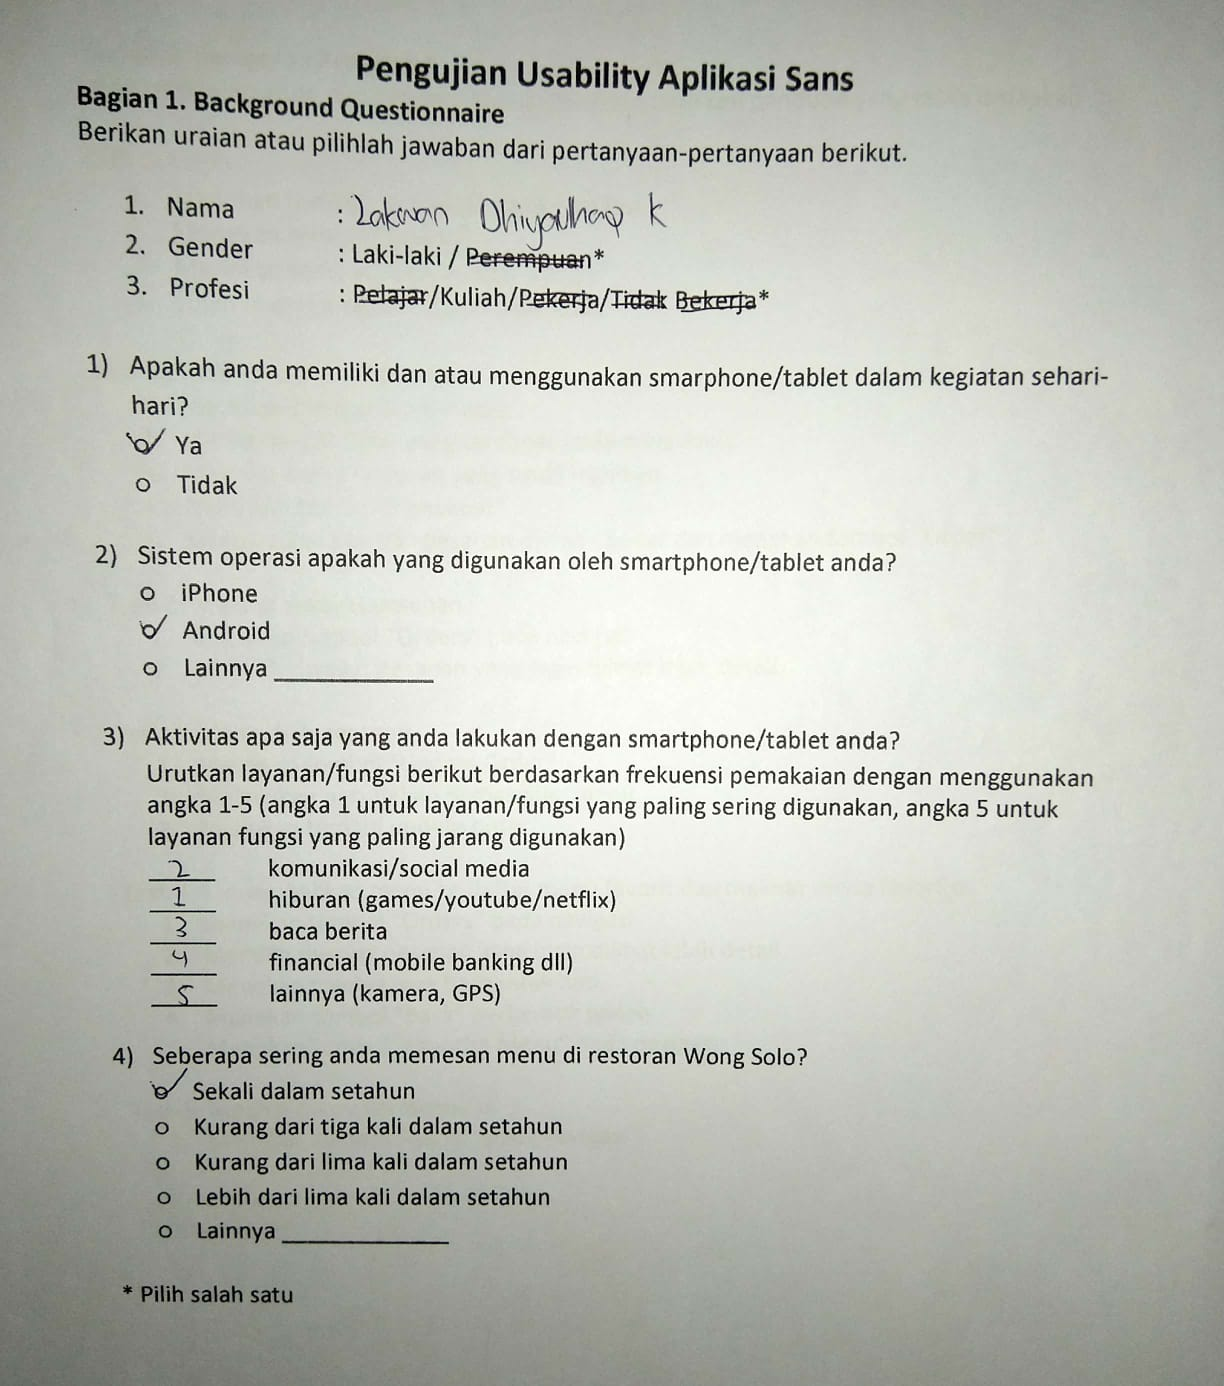 Pengujian Usability Aplikasi Sans
Bagian 1. Background Questionnaire
Berikan uraian atau pilihlah jawaban dari pertanyaan-pertanyaan berikut.
1. Nama : Zakwan Dhiyaulhaq K
2. Gender : Laki-laki / Perempuan*
3. Profesi : Pelajar/Kuliah/Pekerja/Tidak Bekerja*
1) Apakah anda memiliki dan atau menggunakan smarphone/tablet dalam kegiatan sehari-
hari?
Ya
Tidak
2) Sistem operasi apakah yang digunakan oleh smartphone/tablet anda?
iPhone
Android
Lainnya
3) Aktivitas apa saja yang anda lakukan dengan smartphone/tablet anda?
Urutkan layanan/fungsi berikut berdasarkan frekuensi pemakaian dengan menggunakan
angka 1-5 (angka 1 untuk layanan/fungsi yang paling sering digunakan, angka 5 untuk
layanan fungsi yang paling jarang digunakan)
2 komunikasi/social media
1 hiburan (games/youtube/netflix)
3 baca berita
4 financial (mobile banking dll)
5 lainnya (kamera, GPS)
4) Seberapa sering anda memesan menu di restoran Wong Solo?
Sekali dalam setahun
Kurang dari tiga kali dalam setahun
Kurang dari lima kali dalam setahun
Lebih dari lima kali dalam setahun
Lainnya
* Pilih salah satu